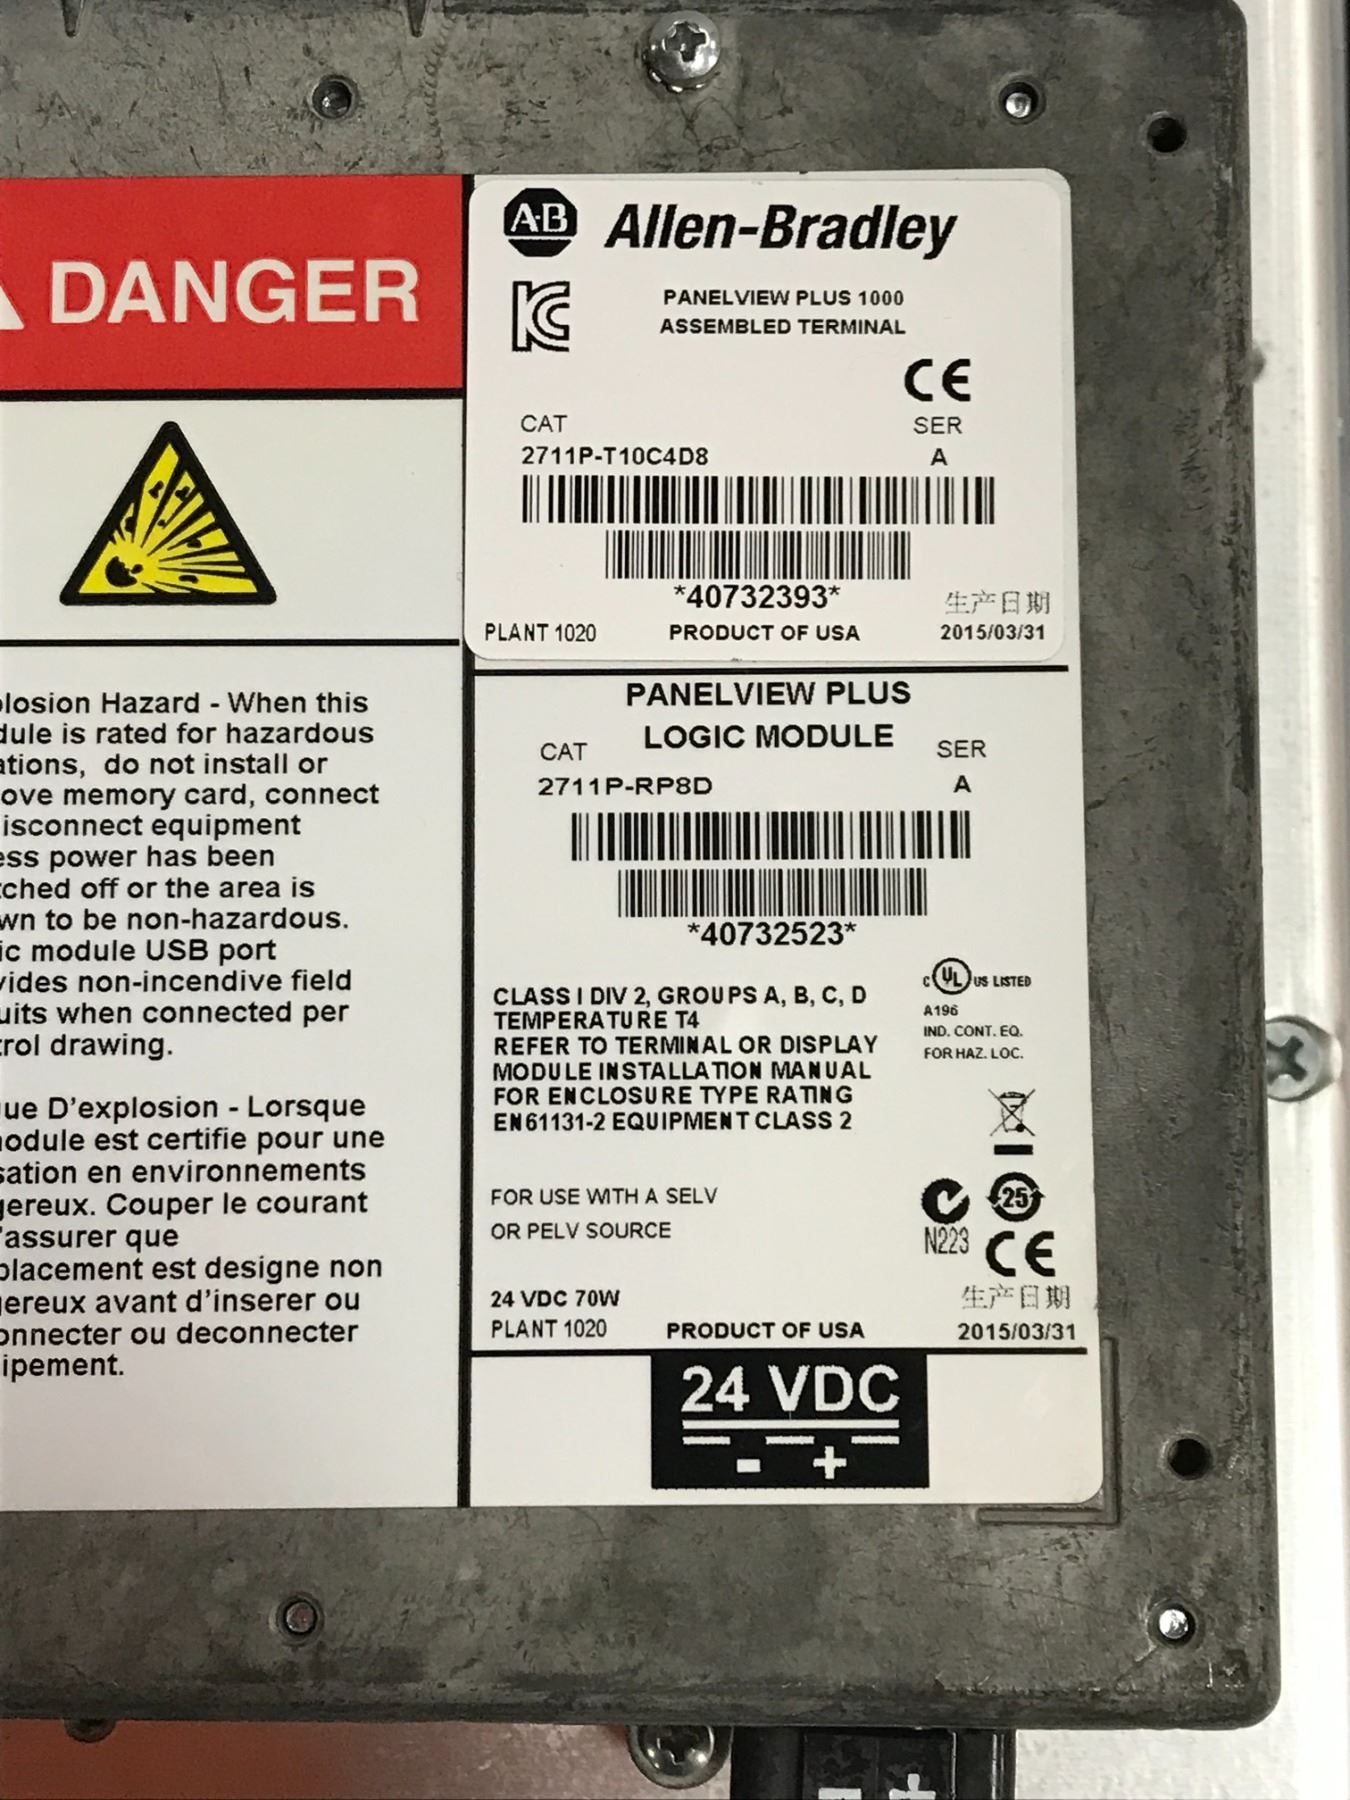 DANGER
losion Hazard - When this
dule is rated for hazardous
ations, do not install or
ove memory card, connect
isconnect equipment
ess power has been
tched off or the area is
wn to be non-hazardous.
ic module USB port
vides non-incendive field
uits when connected per
trol drawing.
ue D'explosion - Lorsque
nodule est certifie pour une
sation en environnements
gereux. Couper le courant
'assurer que
placement est designe non
gereux avant d'inserer ou
onnecter ou deconnecter
ipement.
A-B Allen-Bradley
PANELVIEW PLUS 1000
ASSEMBLED TERMINAL
CE
CAT SER
2711P-T10C4D8 A
*40732393*
生产日期
PLANT 1020 PRODUCT OF USA 2015/03/31
PANELVIEW PLUS
LOGIC MODULE
CAT SER
2711P-RP8D A
*40732523*
C UL US LISTED
A196
IND. CONT. EQ.
FOR HAZ. LOC.
CLASS I DIV 2, GROUPS A, B, C, D
TEMPERATURE T4
REFER TO TERMINAL OR DISPLAY
MODULE INSTALLATION MANUAL
FOR ENCLOSURE TYPE RATING
EN61131-2 EQUIPMENT CLASS 2
FOR USE WITH A SELV
OR PELV SOURCE
25
N223 CE
生产日期
24 VDC 70W
PLANT 1020 PRODUCT OF USA 2015/03/31
24 VDC
- +
- +